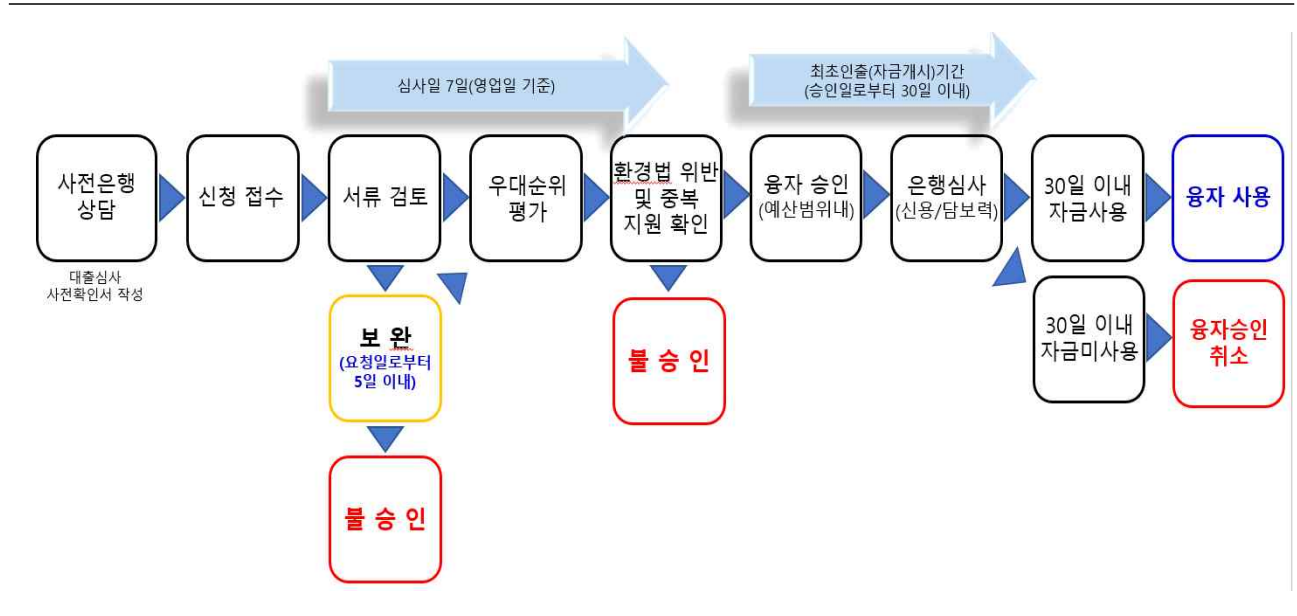 심사일 7일(영업일 기준)
최초인출(자금개시)기간
(승인일로부터 30일 이내)
사전은행
상담
신청 접수
서류 검토
우대순위
평가
환경법 위반
및 중복
지원 확인
융자 승인
(예산범위내)
은행심사
(신용/담보력)
30일 이내
자금사용
융자 사용
대출심사
사전확인서 작성
보 완
(요청일로부터
5일 이내)
불 승 인
30일 이내
자금미사용
융자승인
취소
불 승 인